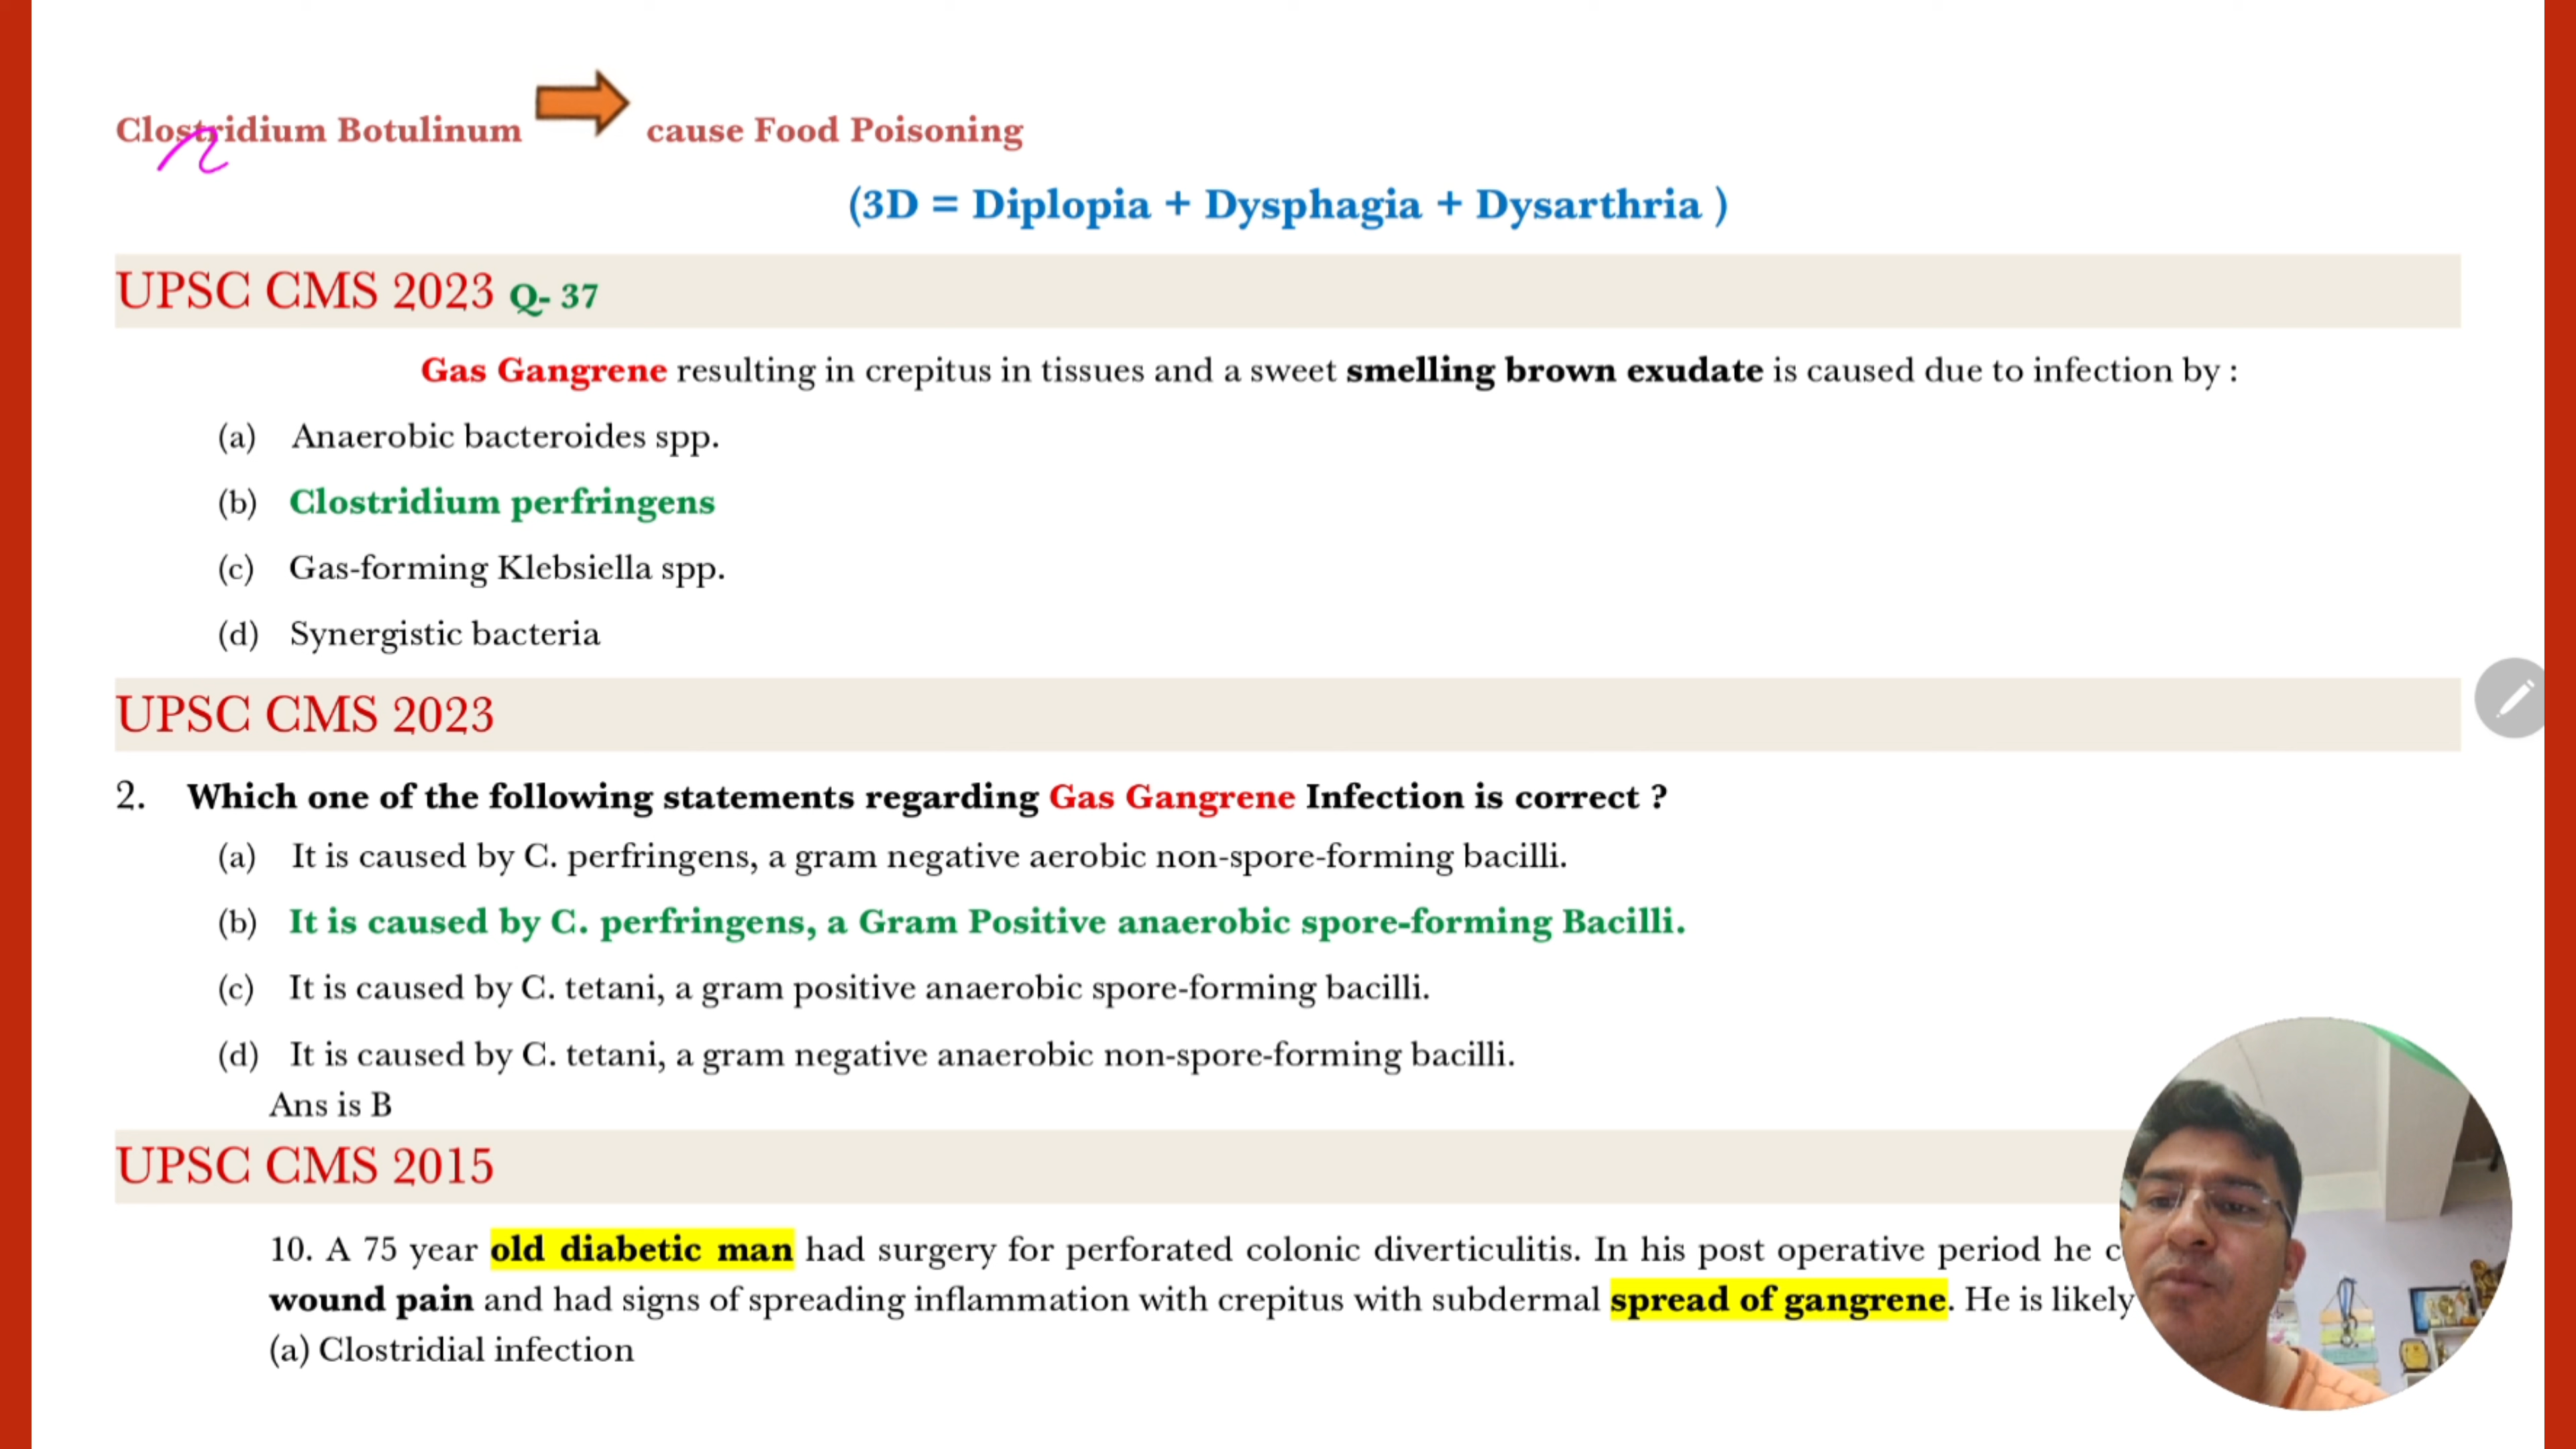 Clostridium Botulinum cause Food Poisoning
(3D = Diplopia + Dysphagia + Dysarthria )
UPSC CMS 2023 Q- 37
Gas Gangrene resulting in crepitus in tissues and a sweet smelling brown exudate is caused due to infection by :
(a) Anaerobic bacteroides spp.
(b) Clostridium perfringens
(c) Gas-forming Klebsiella spp.
(d) Synergistic bacteria
UPSC CMS 2023
2. Which one of the following statements regarding Gas Gangrene Infection is correct ?
(a) It is caused by C. perfringens, a gram negative aerobic non-spore-forming bacilli.
(b) It is caused by C. perfringens, a Gram Positive anaerobic spore-forming Bacilli.
(c) It is caused by C. tetani, a gram positive anaerobic spore-forming bacilli.
(d) It is caused by C. tetani, a gram negative anaerobic non-spore-forming bacilli.
Ans is B
UPSC CMS 2015
10. A 75 year old diabetic man had surgery for perforated colonic diverticulitis. In his post operative period he
wound pain and had signs of spreading inflammation with crepitus with subdermal spread of gangrene. He is likely
(a) Clostridial infection